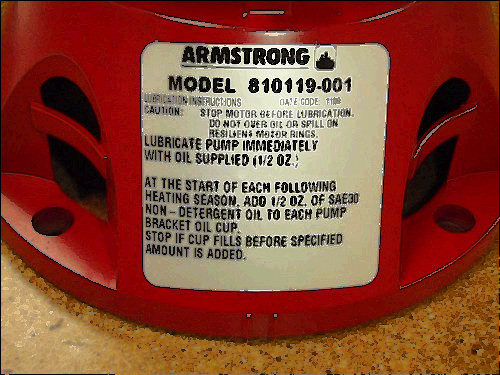 ARMSTRONG
MODEL 810119-001
LUBRICATION INSTRUCTIONS DATE CODE
CAUTION: STOP MOTOR BEFORE LUBRICATION.
DO NOT OVER OIL OR SPILL ON
RESILIENT MOTOR RINGS.
LUBRICATE PUMP IMMEDIATELY
WITH OIL SUPPLIED (1/2 OZ.)
AT THE START OF EACH FOLLOWING
HEATING SEASON, ADD 1/2 OZ. OF SAE30
NON - DETERGENT OIL TO EACH PUMP
BRACKET OIL CUP.
STOP IF CUP FILLS BEFORE SPECIFIED
AMOUNT IS ADDED.